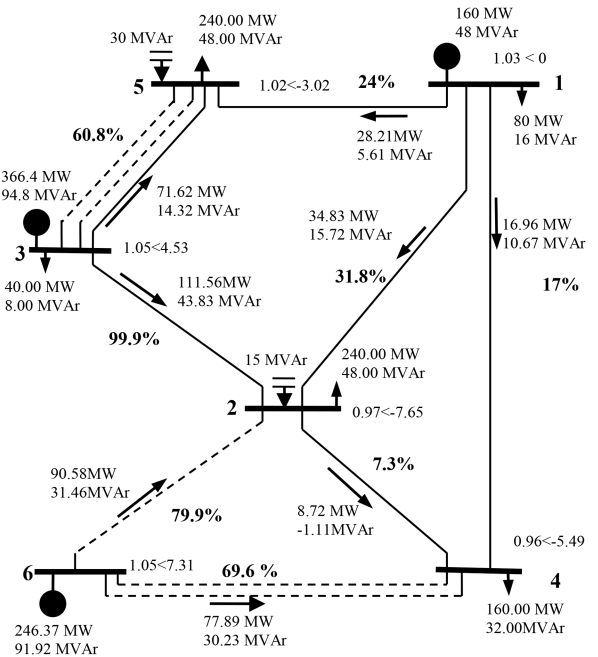 160 MW
48 MVAr
240.00 MW
48.00 MVAr
30 MVAr
1.03 < 0
5
1.02<-3.02
24%
1
80 MW
16 MVAr
60.8%
28.21MW
5.61 MVAr
366.4 MW
94.8 MVAr
71.62 MW
14.32 MVAr
34.83 MW
15.72 MVAr
16.96 MW
10.67 MVAr
3
1.05<4.53
40.00 MW
8.00 MVAr
111.56MW
43.83 MVAr
31.8%
17%
99.9%
15 MVAr
240.00 MW
48.00 MVAr
2
0.97<-7.65
90.58MW
31.46MVAr
7.3%
79.9%
8.72 MW
-1.11MVAr
0.96<-5.49
6
1.05<7.31
69.6 %
4
77.89 MW
30.23 MVAr
160.00 MW
32.00MVAr
246.37 MW
91.92 MVAr